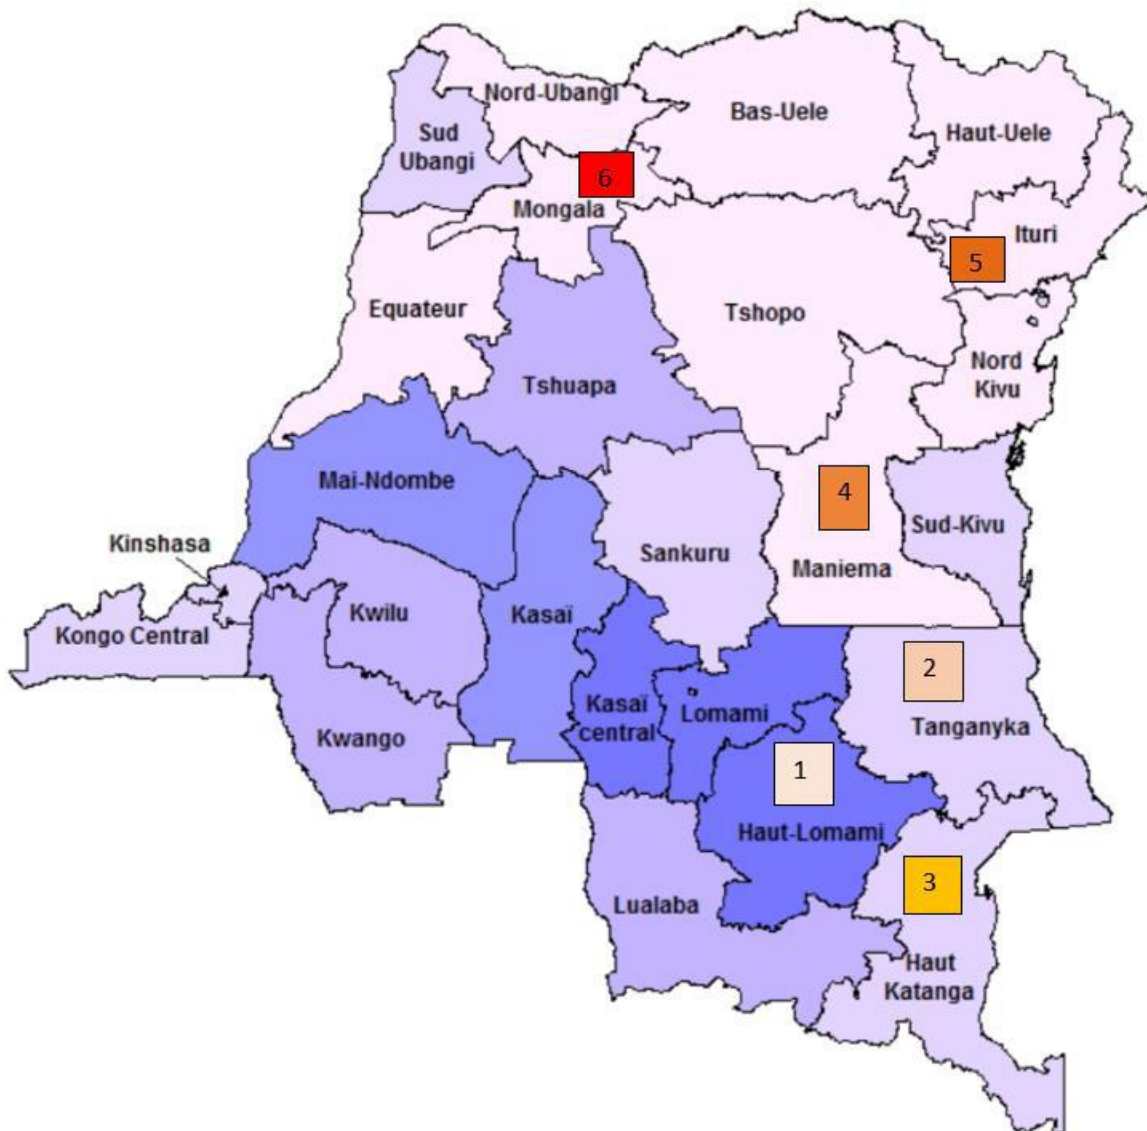 Nord-Ubangi
Bas-Uele
Haut-Uele
Sud
Ubangi
6
Mongala
Ituri
5
Equateur
Tshopo
Nord
Kivu
Tshuapa
Mai-Ndombe
4
Sud-Kivu
Kinshasa
Sankuru
Maniema
Kongo Central
Kwilu
Kasaï
2
Kasaï
central
Lomami
Tanganyka
Kwango
1
Haut-Lomami
3
Lualaba
Haut
Katanga